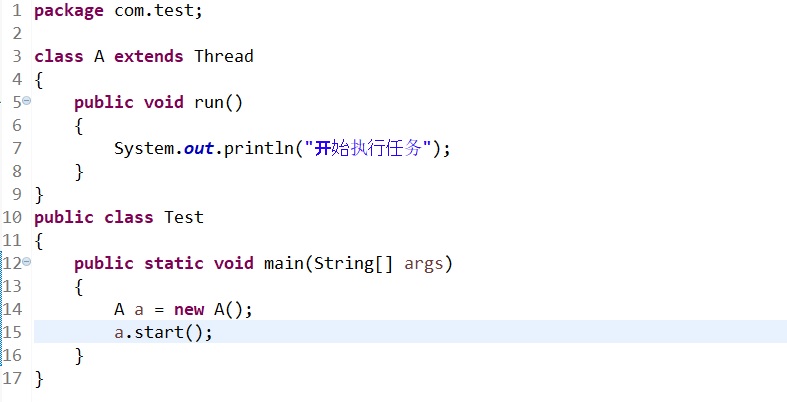 1 package com.test;
2
3 class A extends Thread
4 {
5     public void run()
6     {
7         System.out.println("开始执行任务");
8     }
9 }
10 public class Test
11 {
12     public static void main(String[] args)
13     {
14         A a = new A();
15         a.start();
16     }
17 }